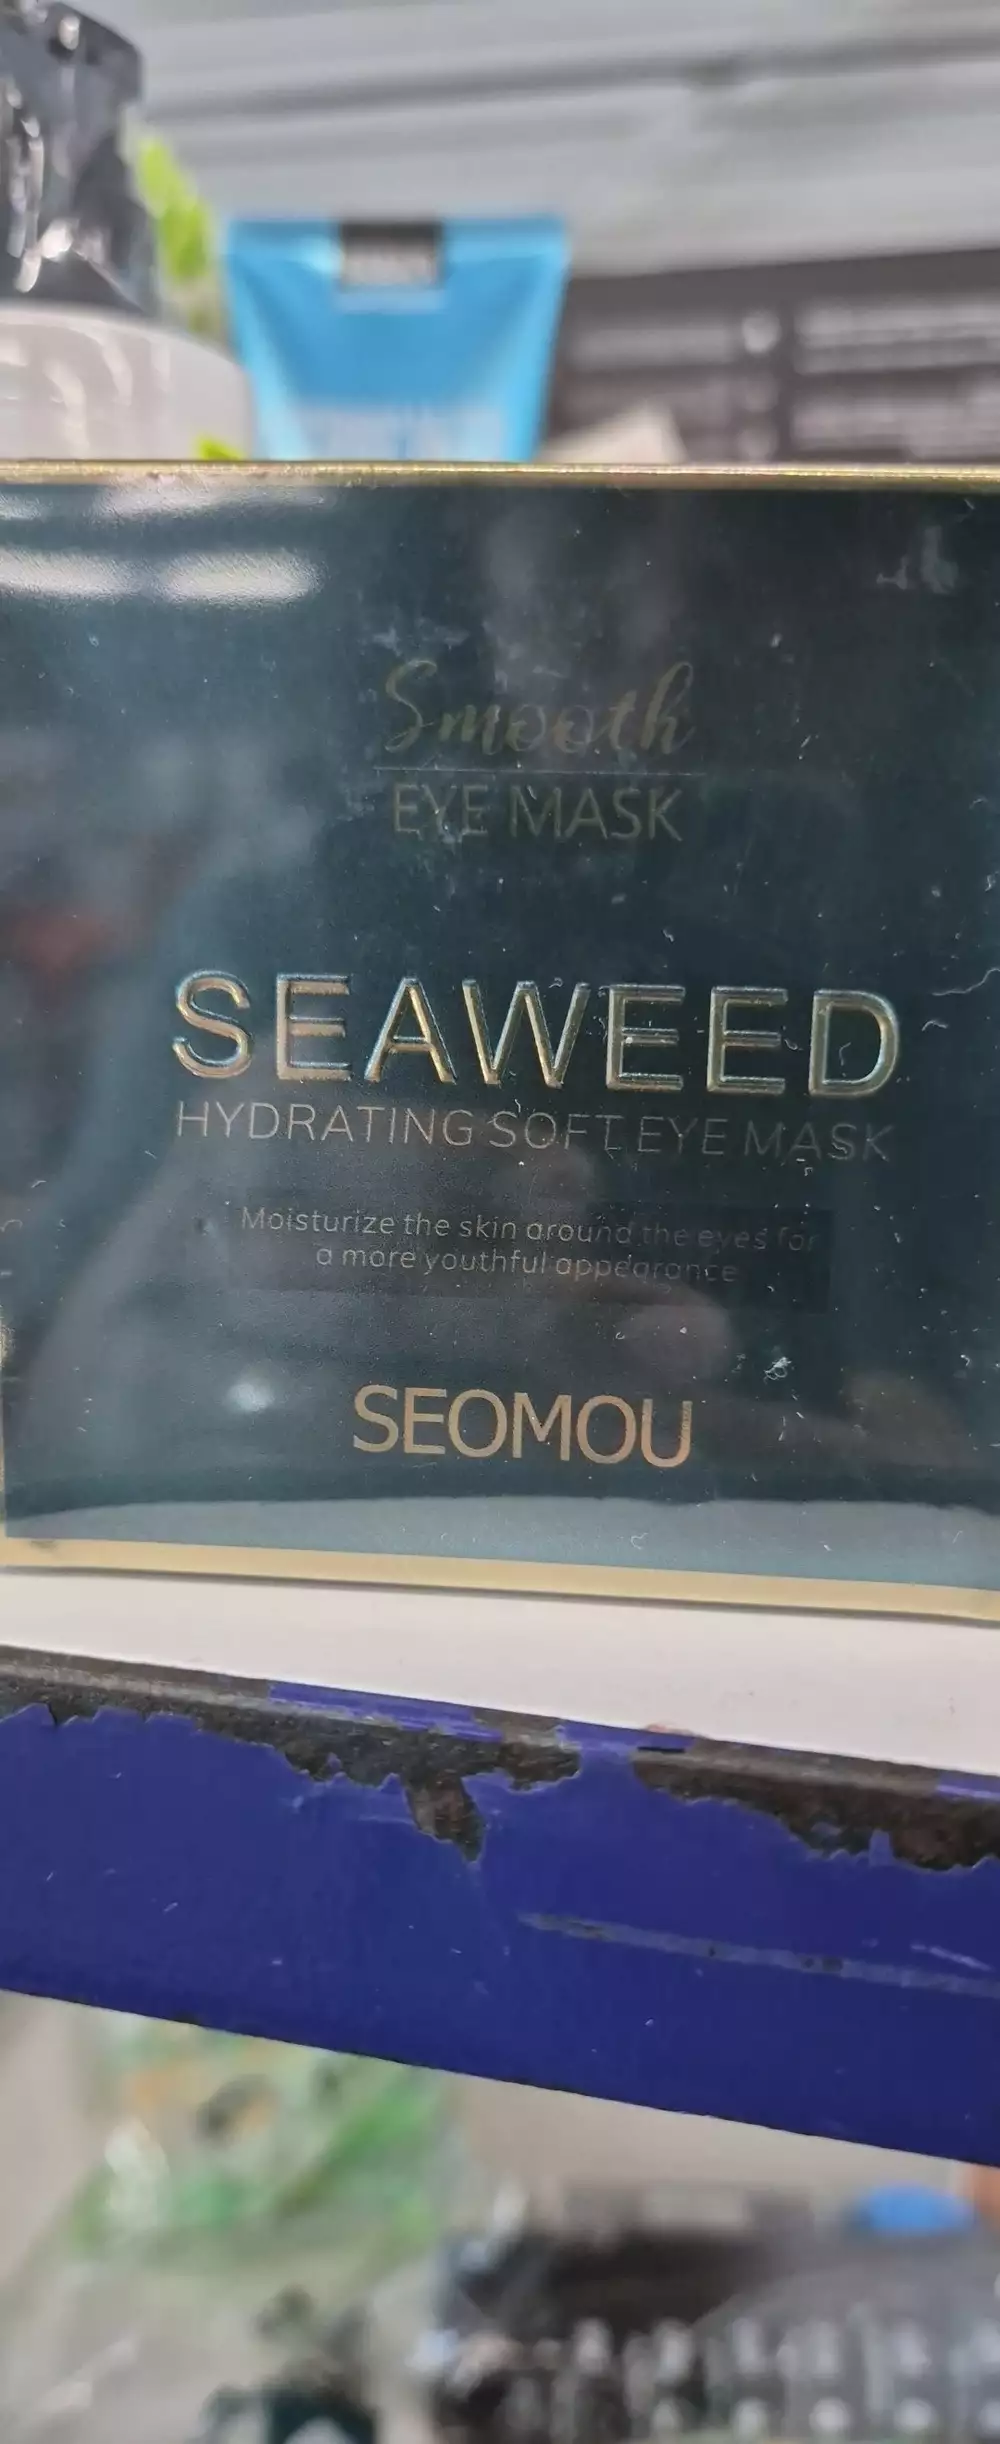 Smooth
EYE MASK
SEAWEED
HYDRATING SOFT EYE MASK
Moisturize the skin around the eyes for
a more youthful appearance
SEOMOU